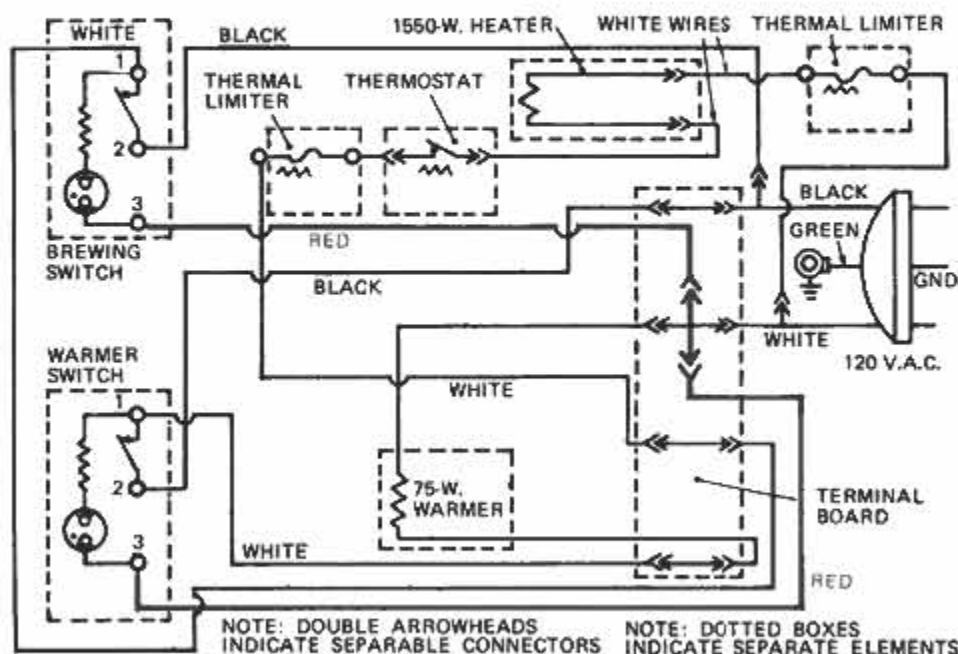 WHITE
BLACK
1550-W. HEATER
WHITE WIRES
THERMAL LIMITER
1
THERMAL
LIMITER
THERMOSTAT
2
3
BLACK
RED
GREEN
BREWING
SWITCH
BLACK
GND
WHITE
120 V.A.C.
WARMER
SWITCH
WHITE
1
2
75-W.
WARMER
TERMINAL
BOARD
3
WHITE
RED
NOTE: DOUBLE ARROWHEADS
INDICATE SEPARABLE CONNECTORS
NOTE: DOTTED BOXES
INDICATE SEPARATE ELEMENTS